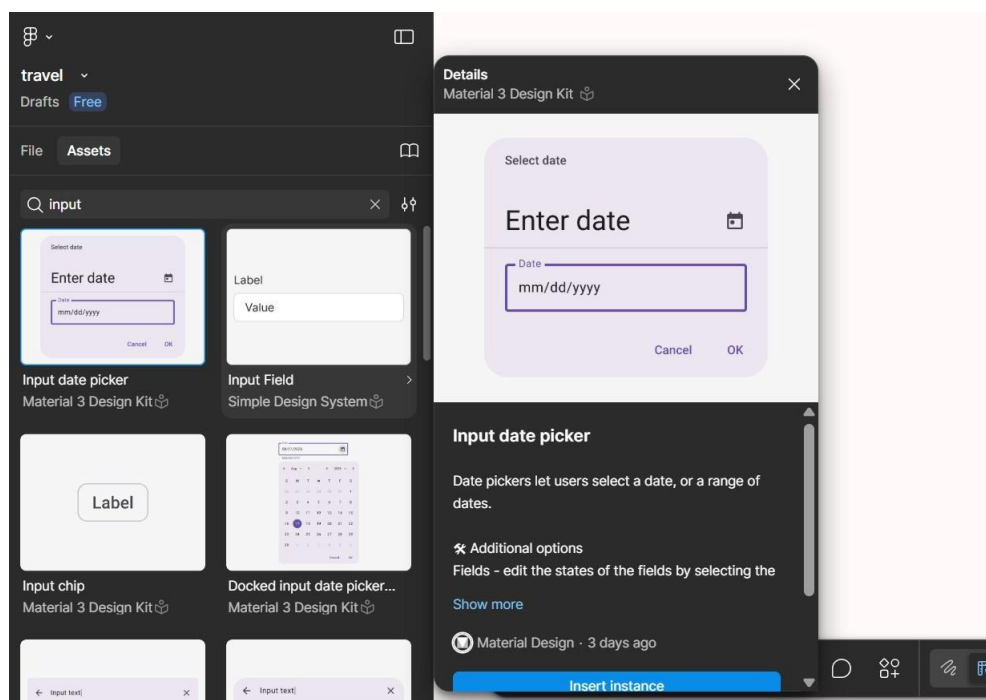 travel
Drafts Free
File Assets
input
Select date
Enter date
Date
mm/dd/yyyy
Cancel OK
Input date picker
Material 3 Design Kit
Label
Value
Input Field
Simple Design System
Label
Input chip
Material 3 Design Kit
Docked input date picker...
Material 3 Design Kit
Input text
Input text
Details
Material 3 Design Kit
Select date
Enter date
Date
mm/dd/yyyy
Cancel OK
Input date picker
Date pickers let users select a date, or a range of
dates.
🛠 Additional options
Fields - edit the states of the fields by selecting the
Show more
Material Design · 3 days ago
Insert instance